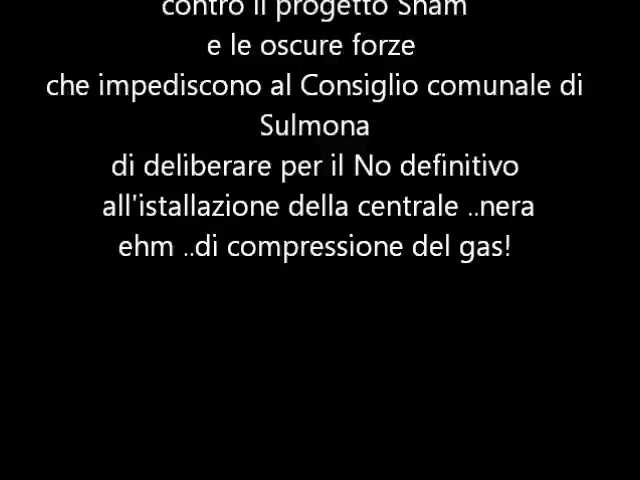 contro il progetto Snam
e le oscure forze
che impediscono al Consiglio comunale di
Sulmona
di deliberare per il No definitivo
all'istallazione della centrale ..nera
ehm ..di compressione del gas!